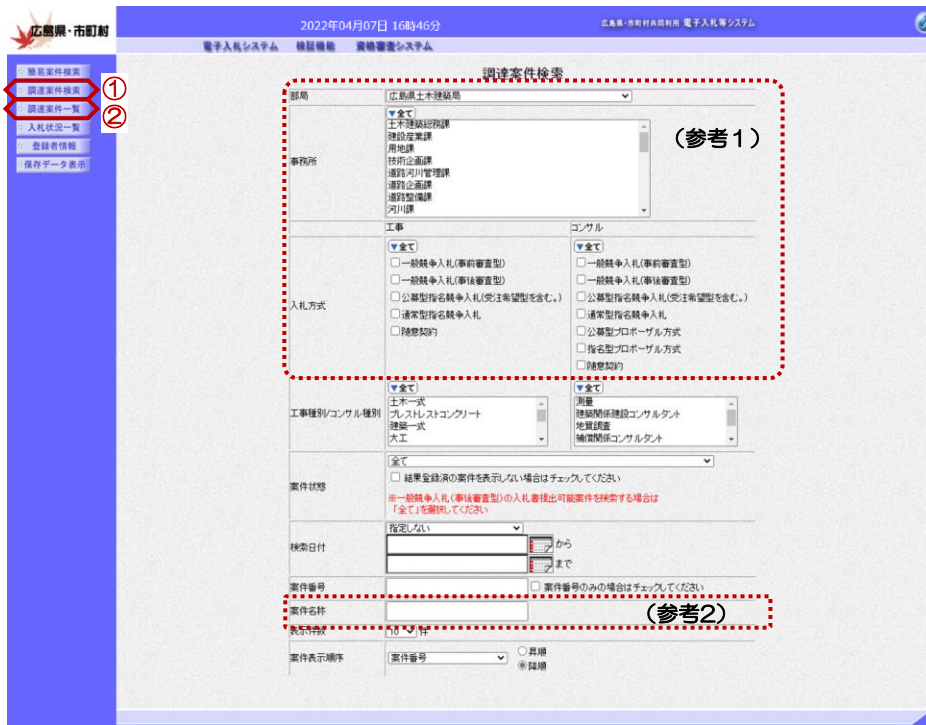 広島県・市町村
2022年04月07日 16時46分
広島県・市町村共同利用 電子入札等システム
電子入札システム 検証機能 資格審査システム
簡易案件検索
調達案件検索
①
調達案件一覧
②
入札状況一覧
登録者情報
保存データ表示
調達案件検索
部局
広島県土木建築局
(参考1)
事務所
▼全て
土木建築総務課
建設産業課
用地課
技術企画課
道路河川管理課
道路企画課
道路整備課
河川課
工事 コンサル
入札方式
▼全て
一般競争入札(事前審査型)
一般競争入札(事後審査型)
公募型指名競争入札(受注希望型を含む。)
通常型指名競争入札
随意契約
▼全て
一般競争入札(事前審査型)
一般競争入札(事後審査型)
公募型指名競争入札(受注希望型を含む。)
通常型指名競争入札
公募型プロポーザル方式
指名型プロポーザル方式
随意契約
工事種別/コンサル種別
▼全て
土木一式
プレストレストコンクリート
建築一式
大工
▼全て
測量
建築関係建設コンサルタント
地質調査
補償関係コンサルタント
案件状態
全て
結果登録済の案件を表示しない場合はチェックしてください
※一般競争入札(事後審査型)の入札書提出可能案件を検索する場合は
「全て」を選択してください
検索日付
指定しない
から
まで
案件番号
案件番号のみの場合はチェックしてください
案件名称
(参考2)
表示件数
10 件
案件表示順序
案件番号
昇順
降順